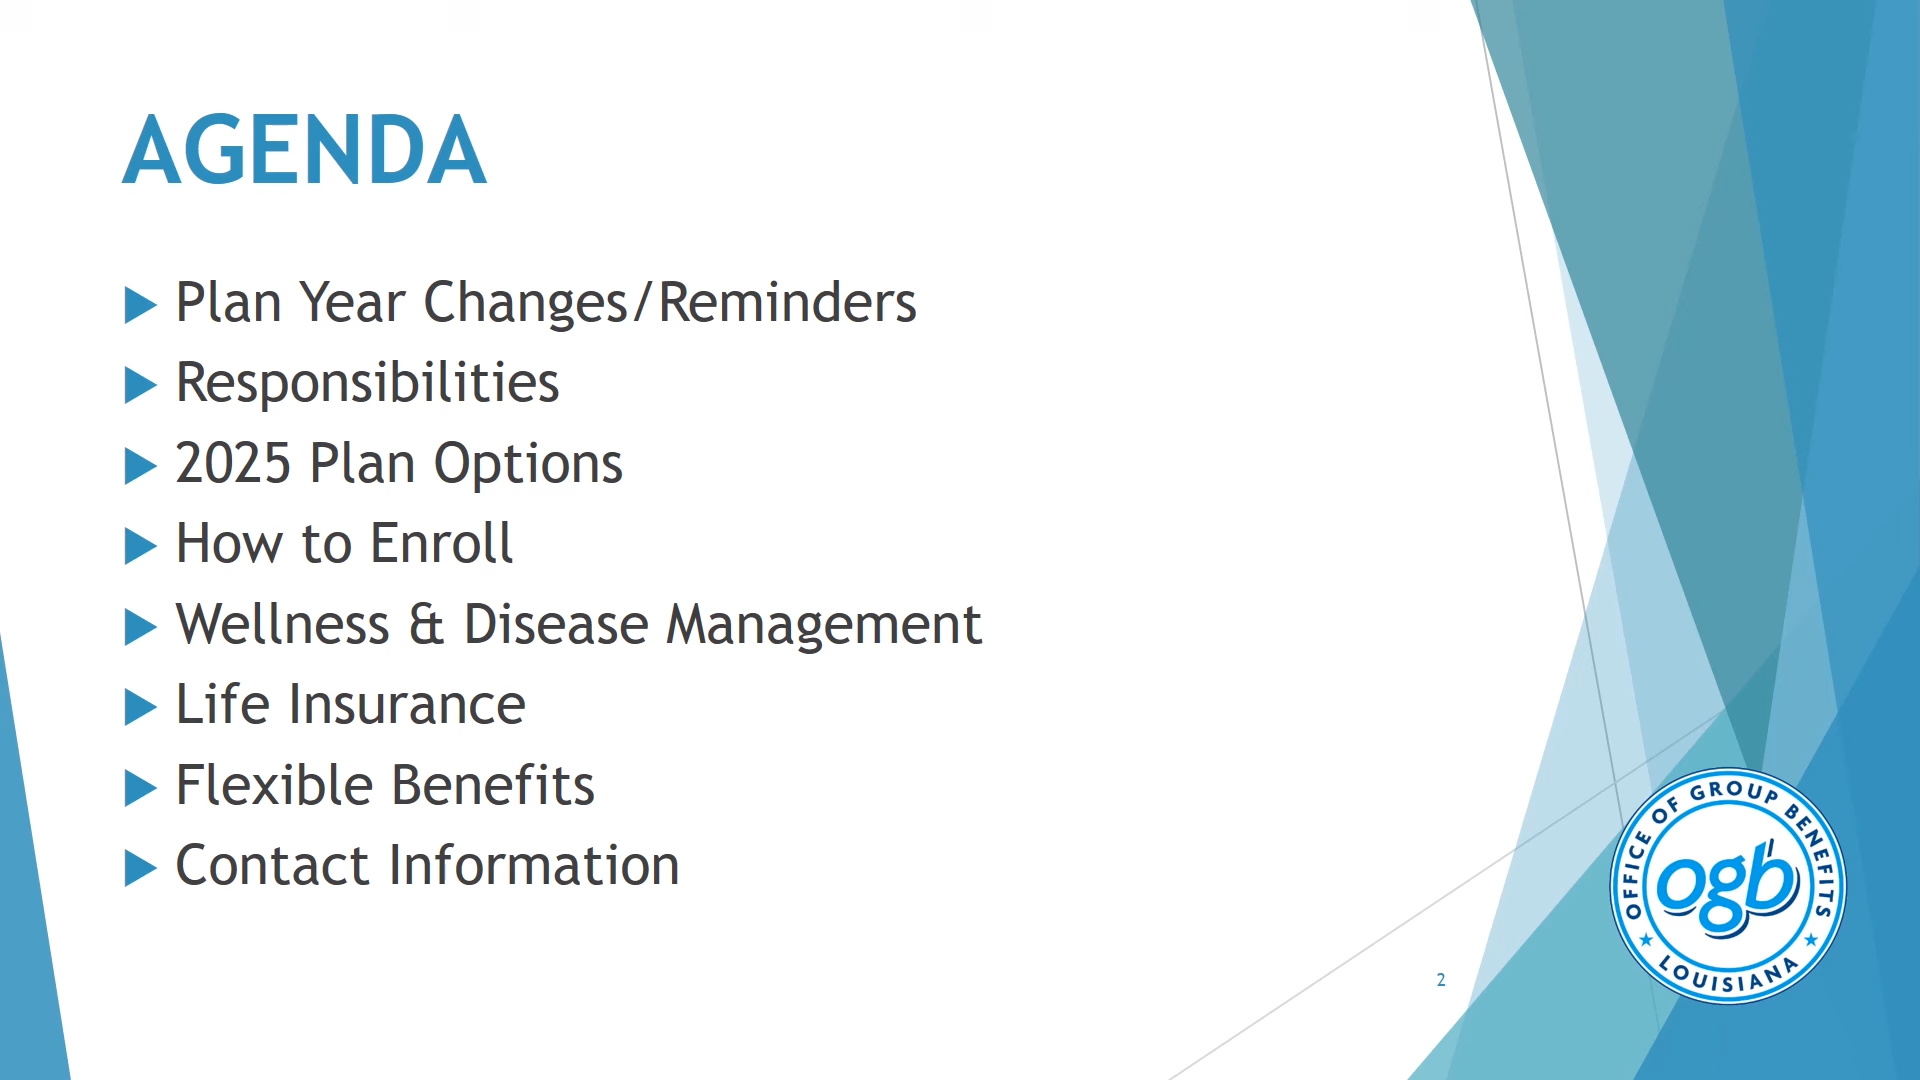 AGENDA
Plan Year Changes/Reminders
Responsibilities
2025 Plan Options
How to Enroll
Wellness & Disease Management
Life Insurance
Flexible Benefits
Contact Information
OFFICE OF GROUP BENEFITS
ogb
LOUISIANA
2